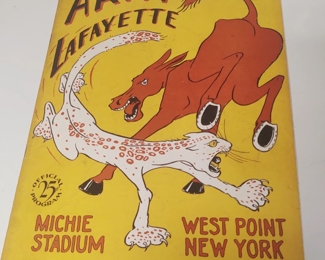 ARMY
LAFAYETTE
OFFICIAL
25¢
PROGRAM
MICHIE
STADIUM
WEST POINT
NEW YORK